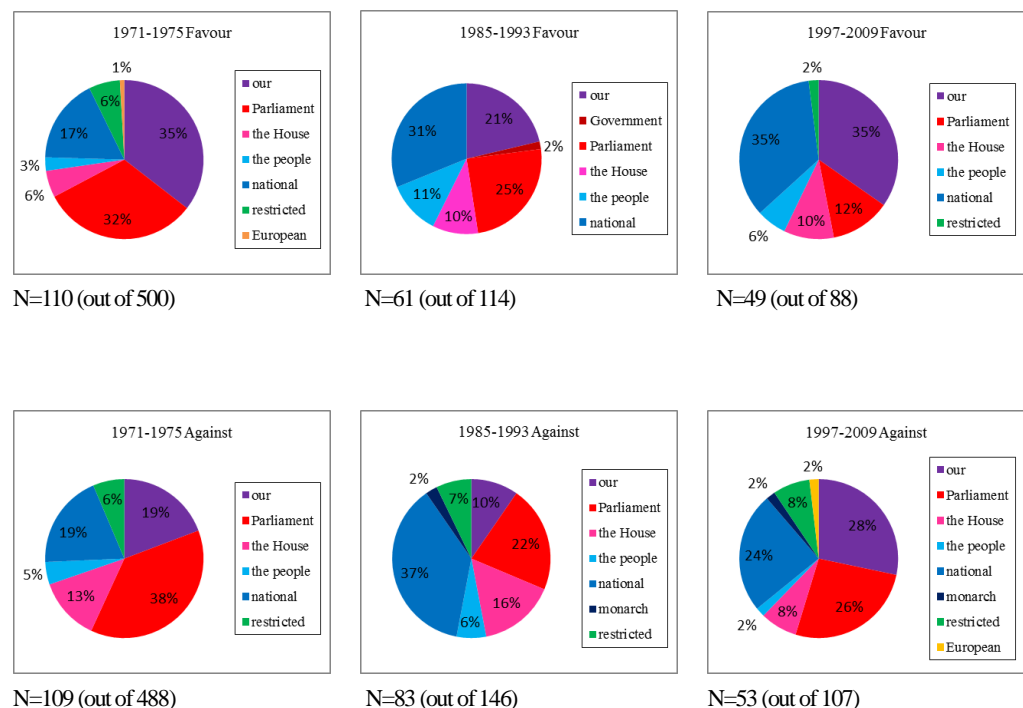 1971-1975 Favour
1%
6%
35%
17%
3%
6%
32%
our
Parliament
the House
the people
national
restricted
European
N=110 (out of 500)
1985-1993 Favour
31%
21%
2%
11%
25%
10%
our
Government
Parliament
the House
the people
national
N=61 (out of 114)
1997-2009 Favour
2%
35%
35%
12%
10%
6%
our
Parliament
the House
the people
national
restricted
N=49 (out of 88)
1971-1975 Against
6%
19%
19%
5%
13%
38%
our
Parliament
the House
the people
national
restricted
N=109 (out of 488)
1985-1993 Against
2%
7%
10%
22%
37%
16%
6%
our
Parliament
the House
the people
national
monarch
restricted
N=83 (out of 146)
1997-2009 Against
2%
2%
8%
28%
24%
26%
8%
2%
our
Parliament
the House
the people
national
monarch
restricted
European
N=53 (out of 107)